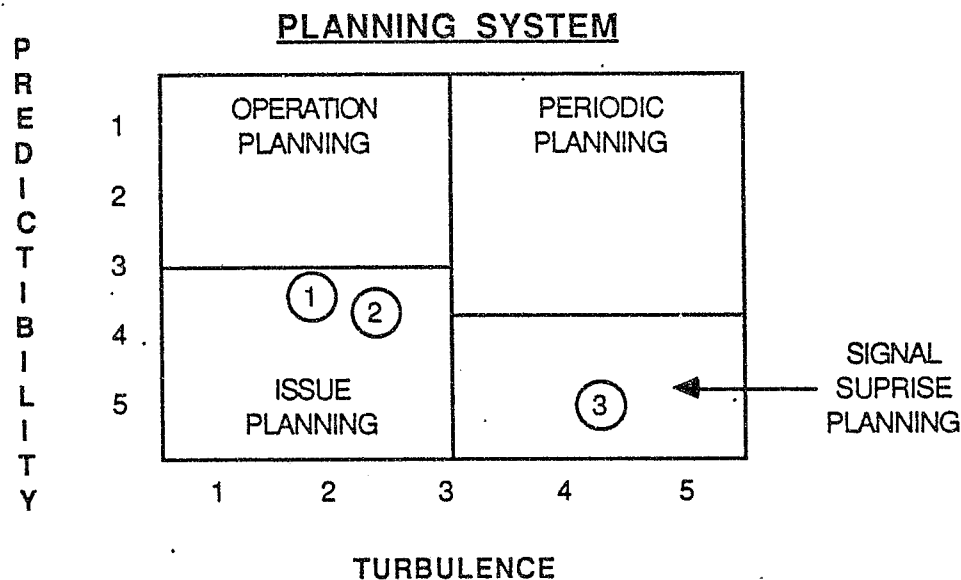 PLANNING SYSTEM
PREDICTIBILITY
OPERATION
PLANNING
PERIODIC
PLANNING
1
2
3
4
5
1
2
ISSUE
PLANNING
3
SIGNAL
SUPRISE
PLANNING
1 2 3 4 5
TURBULENCE